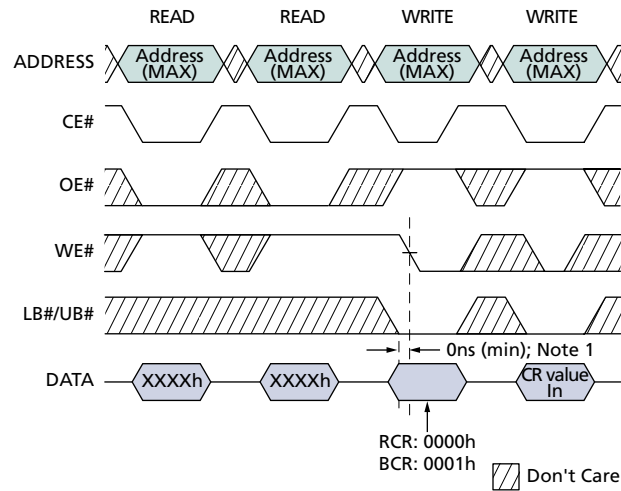 READ READ WRITE WRITE
ADDRESS
Address (MAX)
Address (MAX)
Address (MAX)
Address (MAX)
CE#
OE#
WE#
LB#/UB#
0ns (min); Note 1
DATA
XXXXh
XXXXh
CR value
In
RCR: 0000h
BCR: 0001h
Don't Care